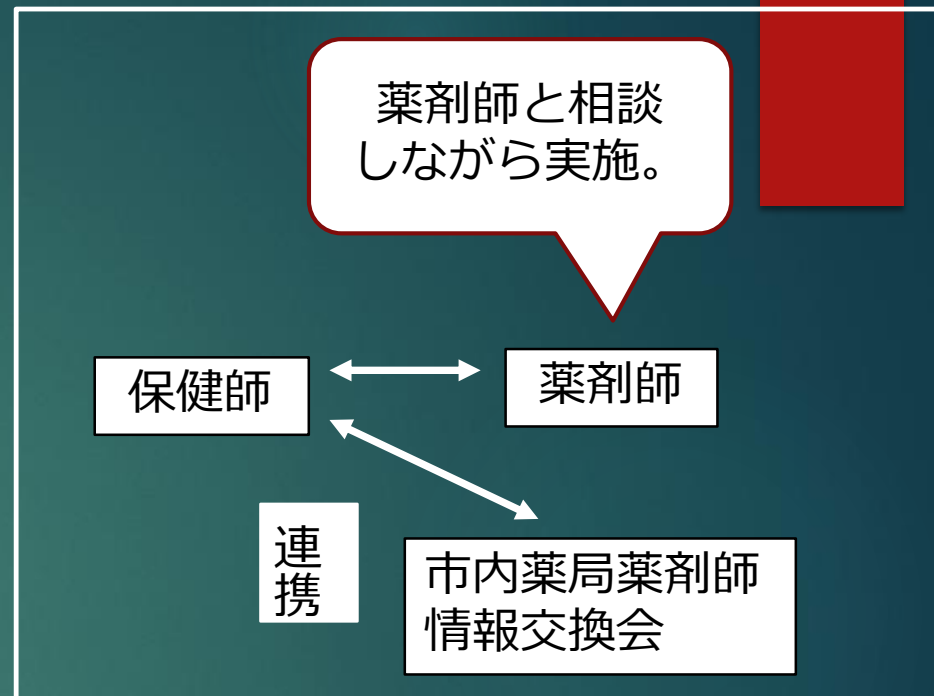 薬剤師と相談
しながら実施。
保健師
薬剤師
連携
市内薬局薬剤師
情報交換会